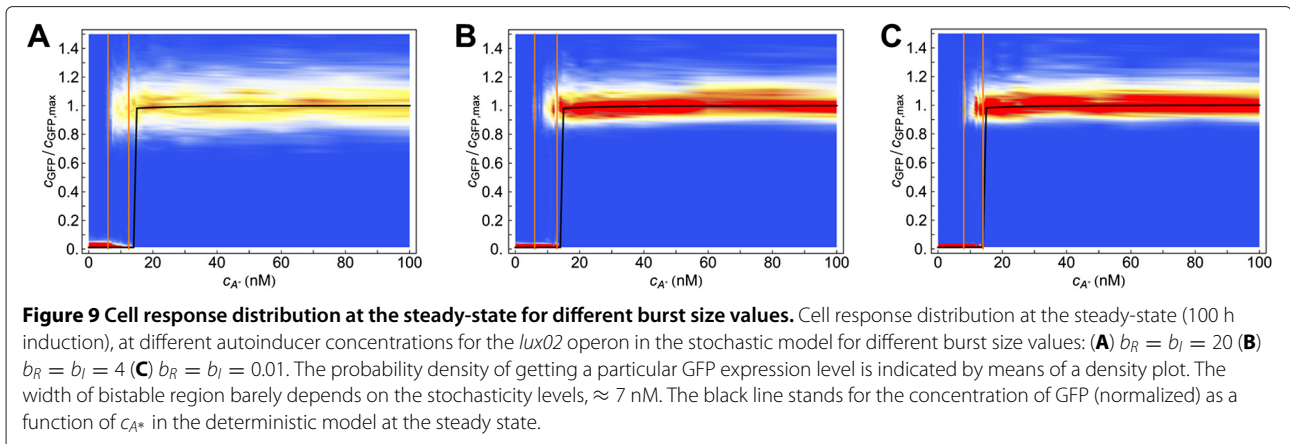 A
B
C
1.4
1.2
1.
0.8
0.6
0.4
0.2
0.
c_GFP / c_GFP,max
0 20 40 60 80 100
c_A* (nM)
1.4
1.2
1.
0.8
0.6
0.4
0.2
0.
c_GFP / c_GFP,max
0 20 40 60 80 100
c_A* (nM)
1.4
1.2
1.
0.8
0.6
0.4
0.2
0.
c_GFP / c_GFP,max
0 20 40 60 80 100
c_A* (nM)
Figure 9 Cell response distribution at the steady-state for different burst size values. Cell response distribution at the steady-state (100 h
induction), at different autoinducer concentrations for the lux02 operon in the stochastic model for different burst size values: (A) b_R = b_I = 20 (B)
b_R = b_I = 4 (C) b_R = b_I = 0.01. The probability density of getting a particular GFP expression level is indicated by means of a density plot. The
width of bistable region barely depends on the stochasticity levels, ≈ 7 nM. The black line stands for the concentration of GFP (normalized) as a
function of c_A* in the deterministic model at the steady state.